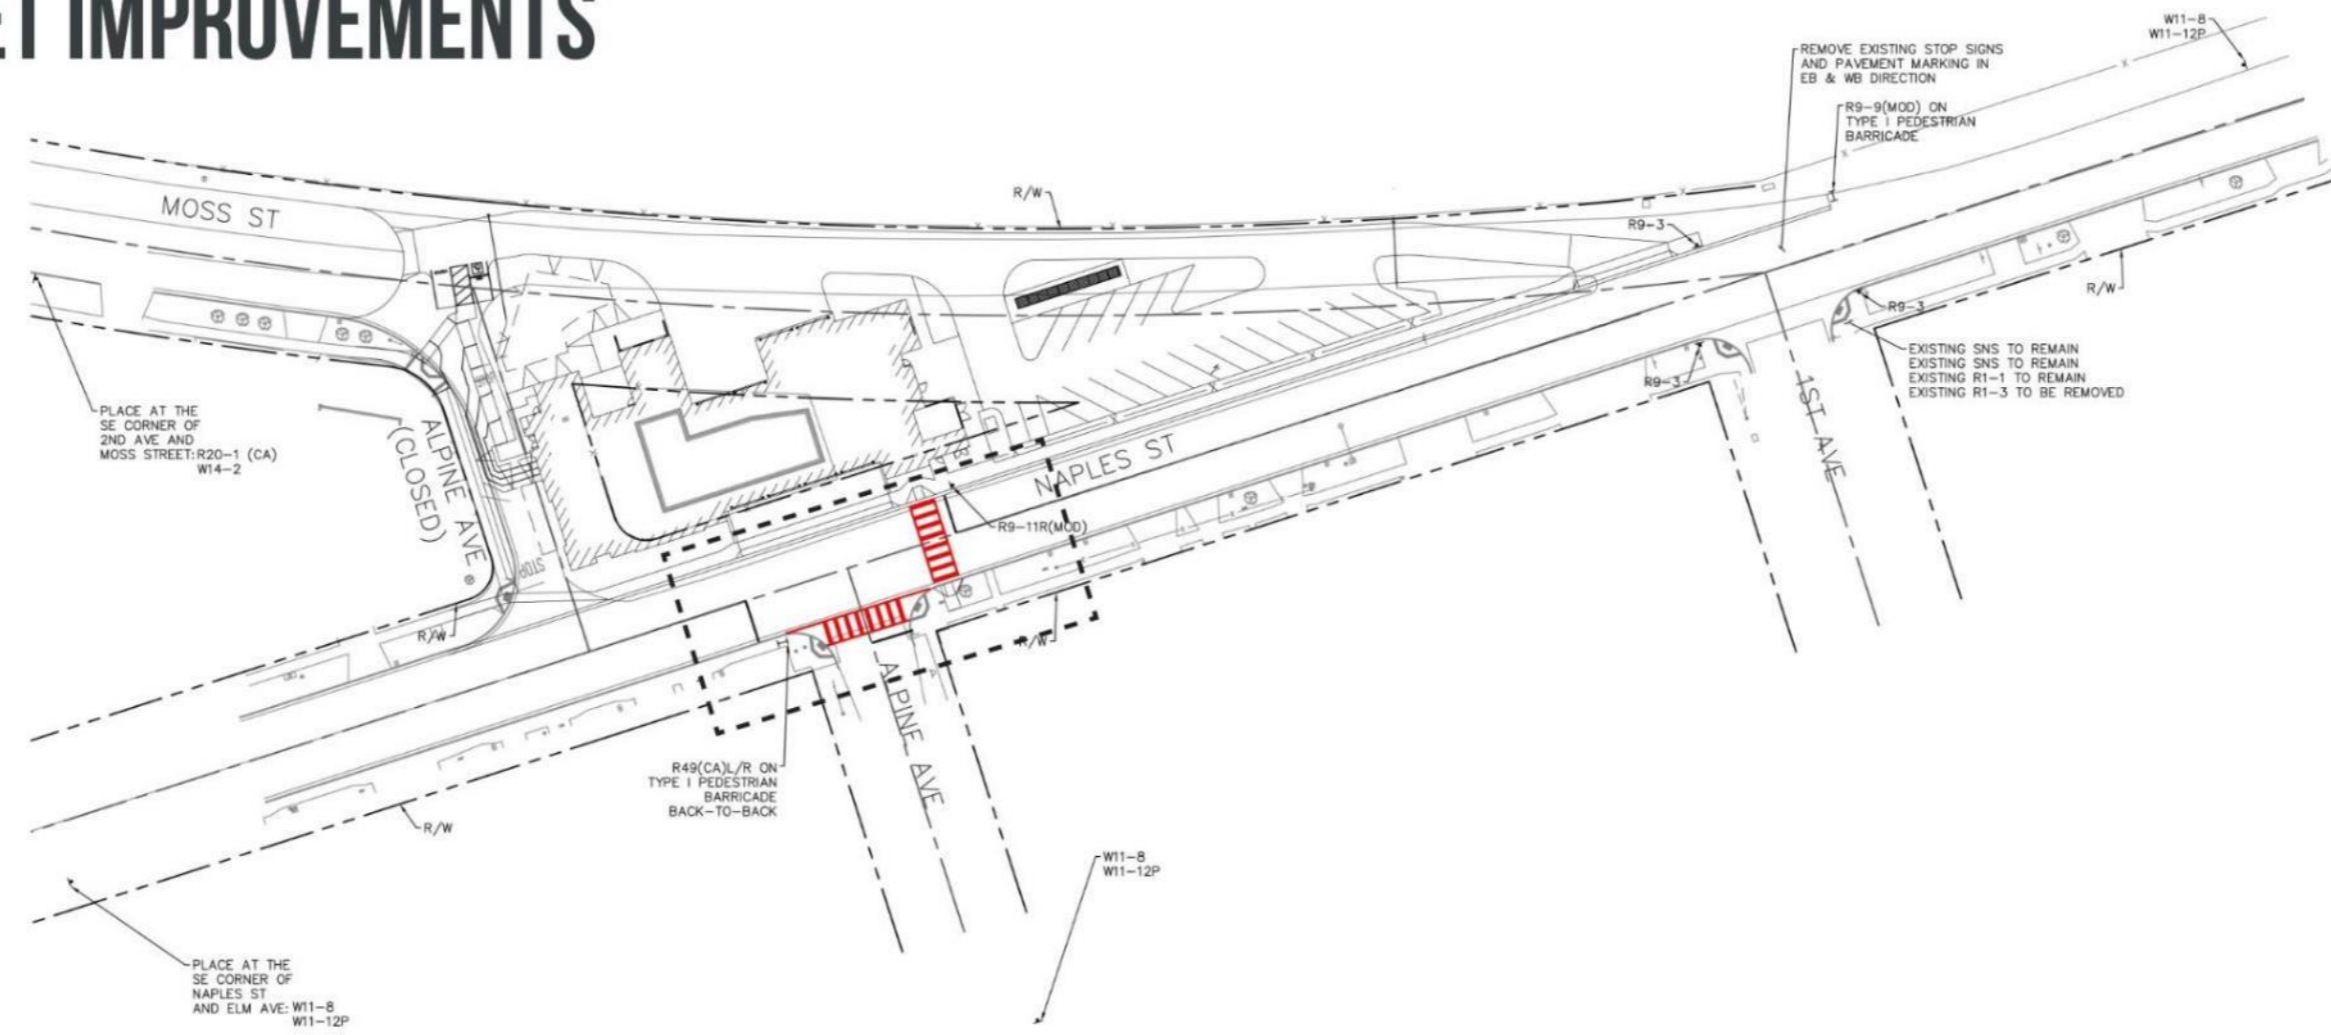 ET IMPROVEMENTS
W11-8
W11-12P
REMOVE EXISTING STOP SIGNS
AND PAVEMENT MARKING IN
EB & WB DIRECTION
R9-9(MOD) ON
TYPE I PEDESTRIAN
BARRICADE
MOSS ST
R/W
R9-3
R/W
R9-3
EXISTING SNS TO REMAIN
EXISTING SNS TO REMAIN
EXISTING R1-1 TO REMAIN
EXISTING R1-3 TO BE REMOVED
R9-3
1ST AVE
PLACE AT THE
SE CORNER OF
2ND AVE AND
MOSS STREET: R20-1 (CA)
W14-2
ALPINE AVE
(CLOSED)
NAPLES ST
R9-11R(MOD)
STOP
R/W
R/W
ALPINE AVE
R49(CA)L/R ON
TYPE I PEDESTRIAN
BARRICADE
BACK-TO-BACK
R/W
W11-8
W11-12P
PLACE AT THE
SE CORNER OF
NAPLES ST
AND ELM AVE: W11-8
W11-12P